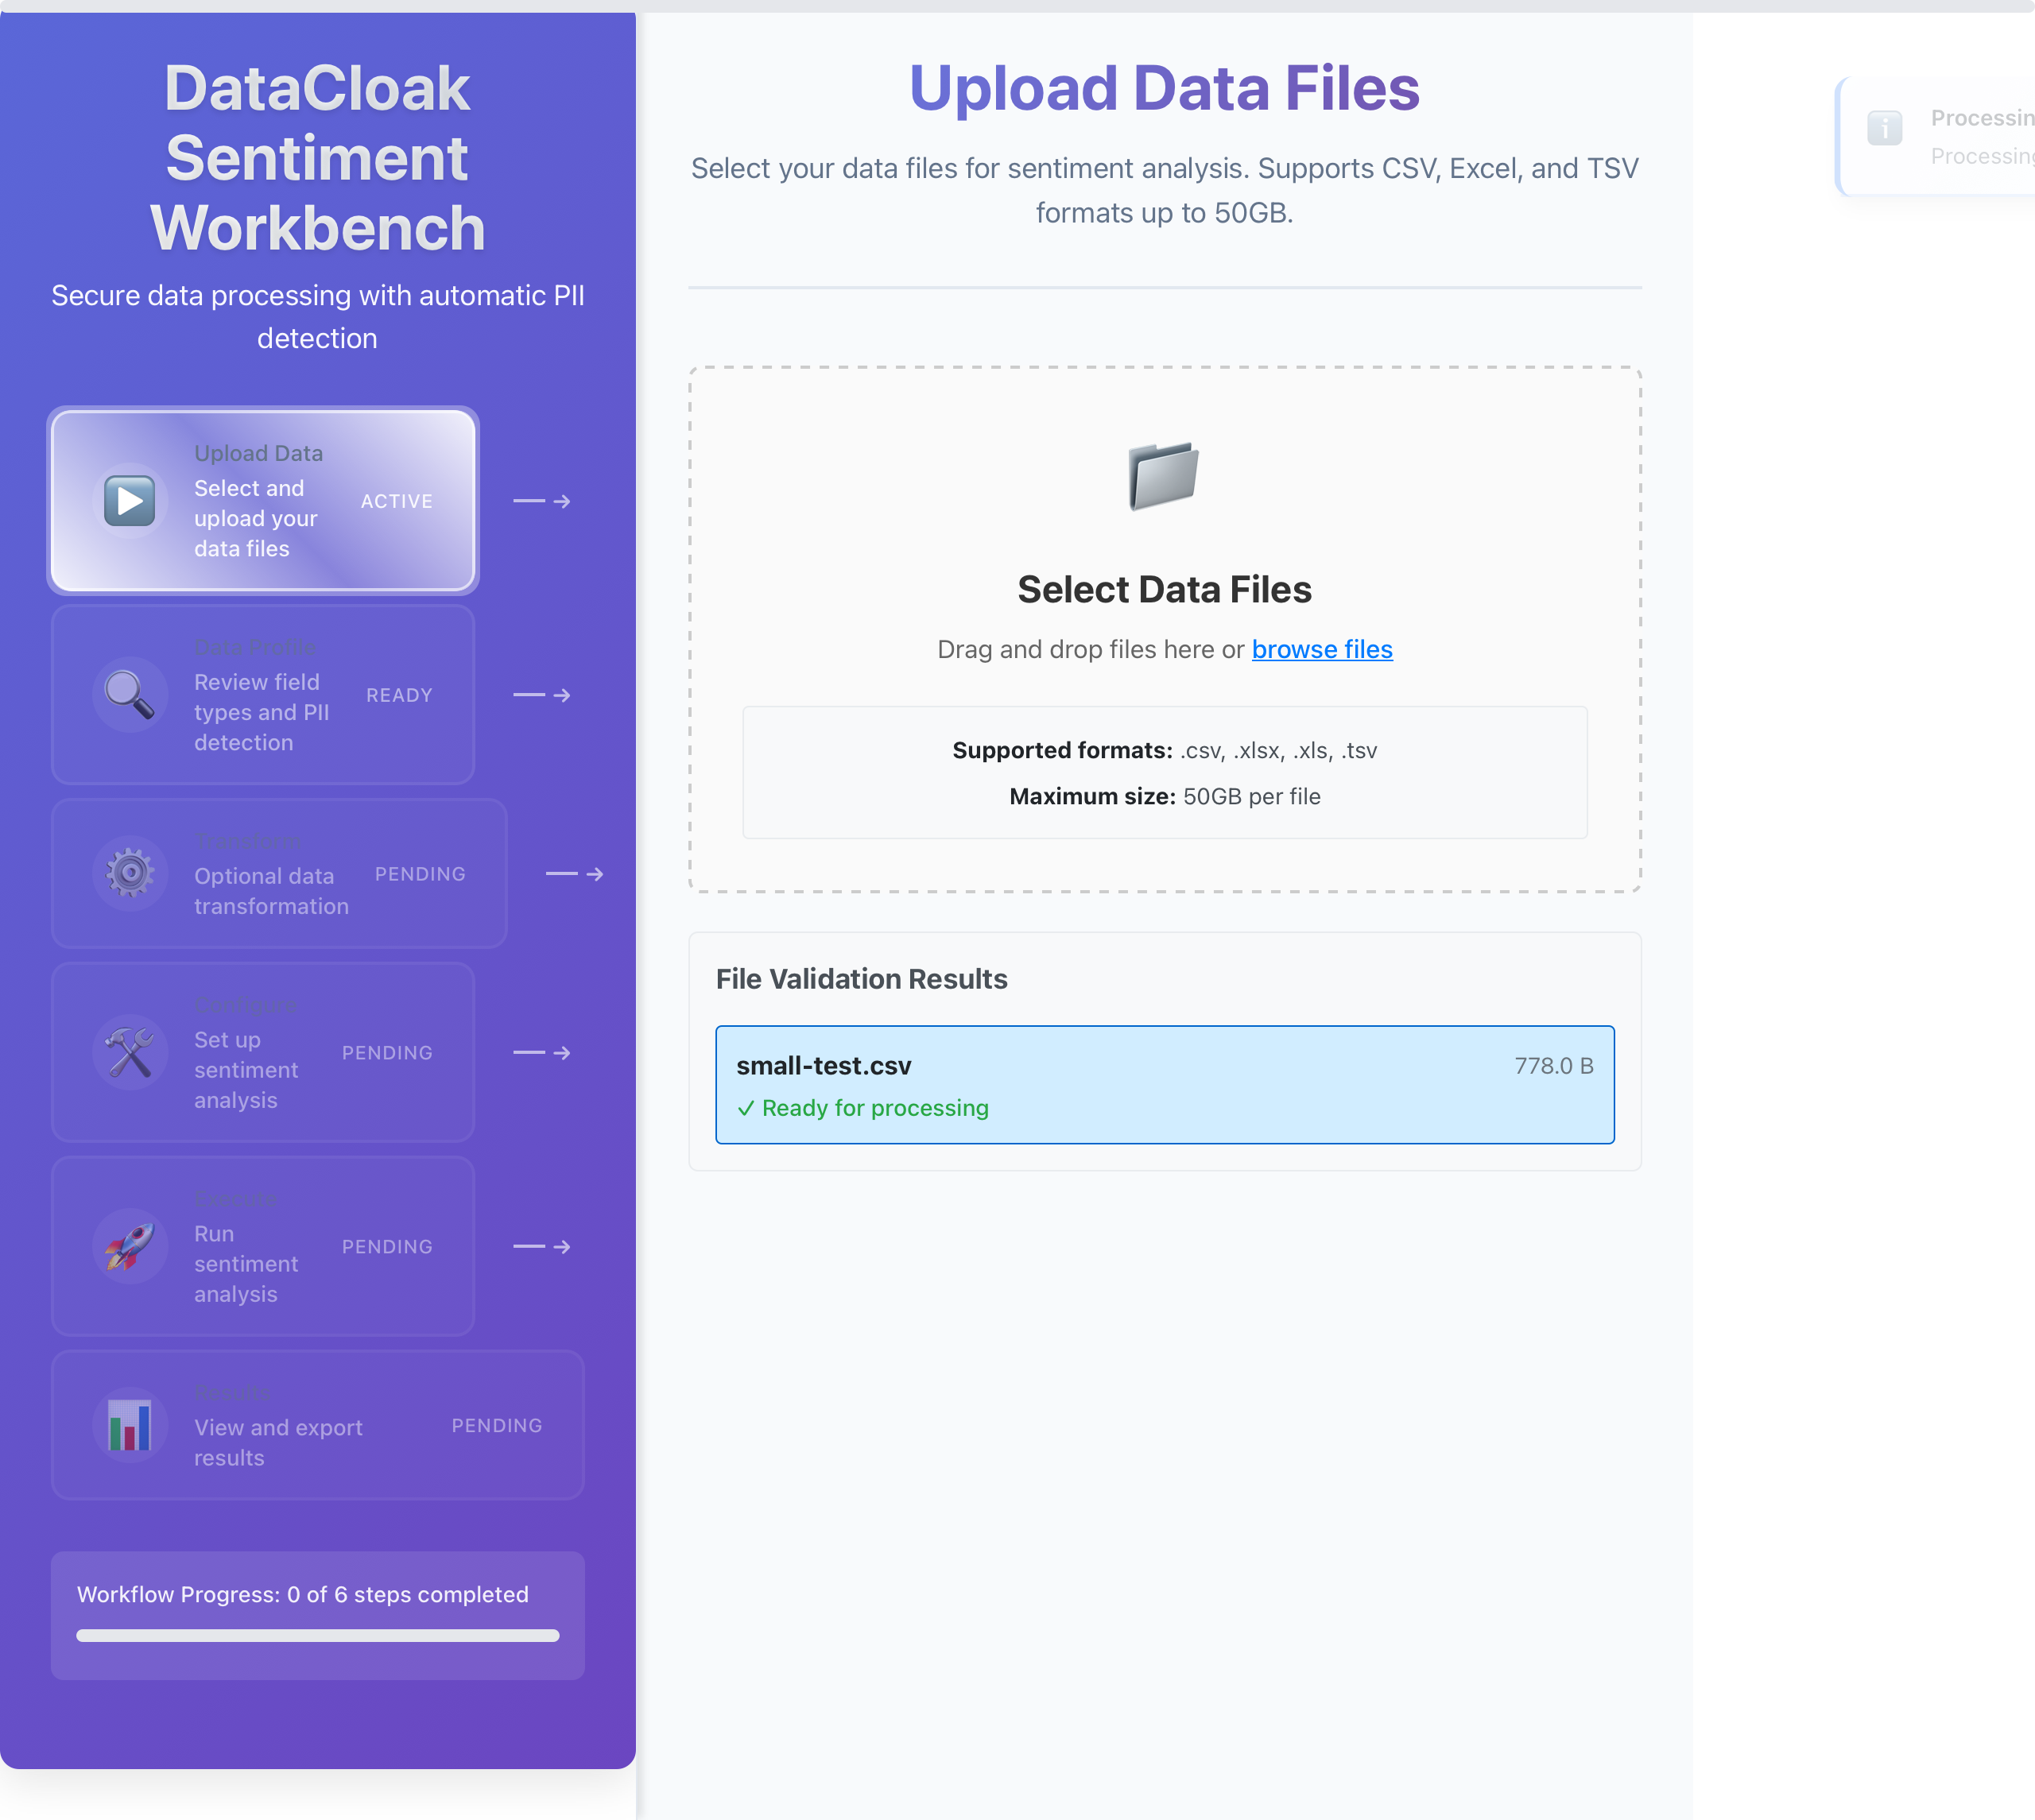 DataCloak
Sentiment
Workbench
Secure data processing with automatic PII
detection
Upload Data
Select and
upload your
data files
ACTIVE
Data Profile
Review field
types and PII
detection
READY
Transform
Optional data
transformation
PENDING
Configure
Set up
sentiment
analysis
PENDING
Execute
Run
sentiment
analysis
PENDING
Results
View and export
results
PENDING
Workflow Progress: 0 of 6 steps completed
Upload Data Files
Select your data files for sentiment analysis. Supports CSV, Excel, and TSV
formats up to 50GB.
Select Data Files
Drag and drop files here or browse files
Supported formats: .csv, .xlsx, .xls, .tsv
Maximum size: 50GB per file
File Validation Results
small-test.csv
778.0 B
✓ Ready for processing
Processin
Processing